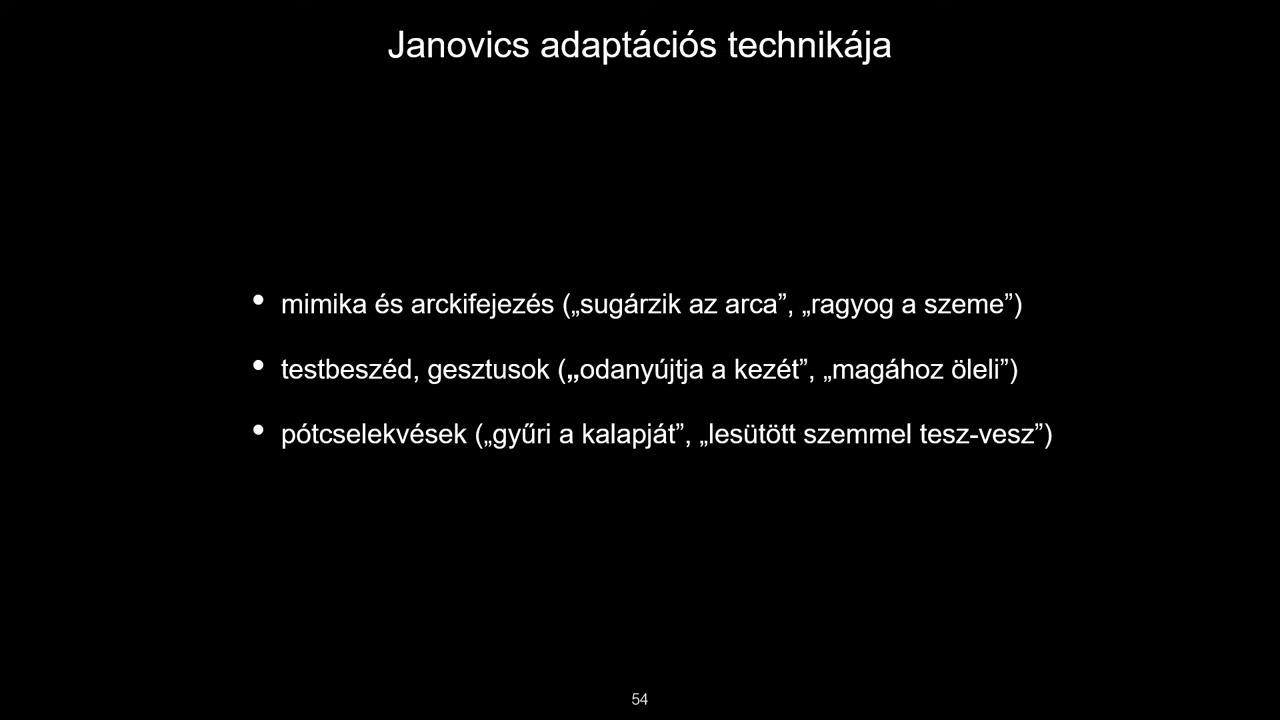 Janovics adaptációs technikája
• mimika és arckifejezés („sugárzik az arca”, „ragyog a szeme”)
• testbeszéd, gesztusok („odanyújtja a kezét”, „magához öleli”)
• pótcselekvések („gyűri a kalapját”, „lesütött szemmel tesz-vesz”)
54